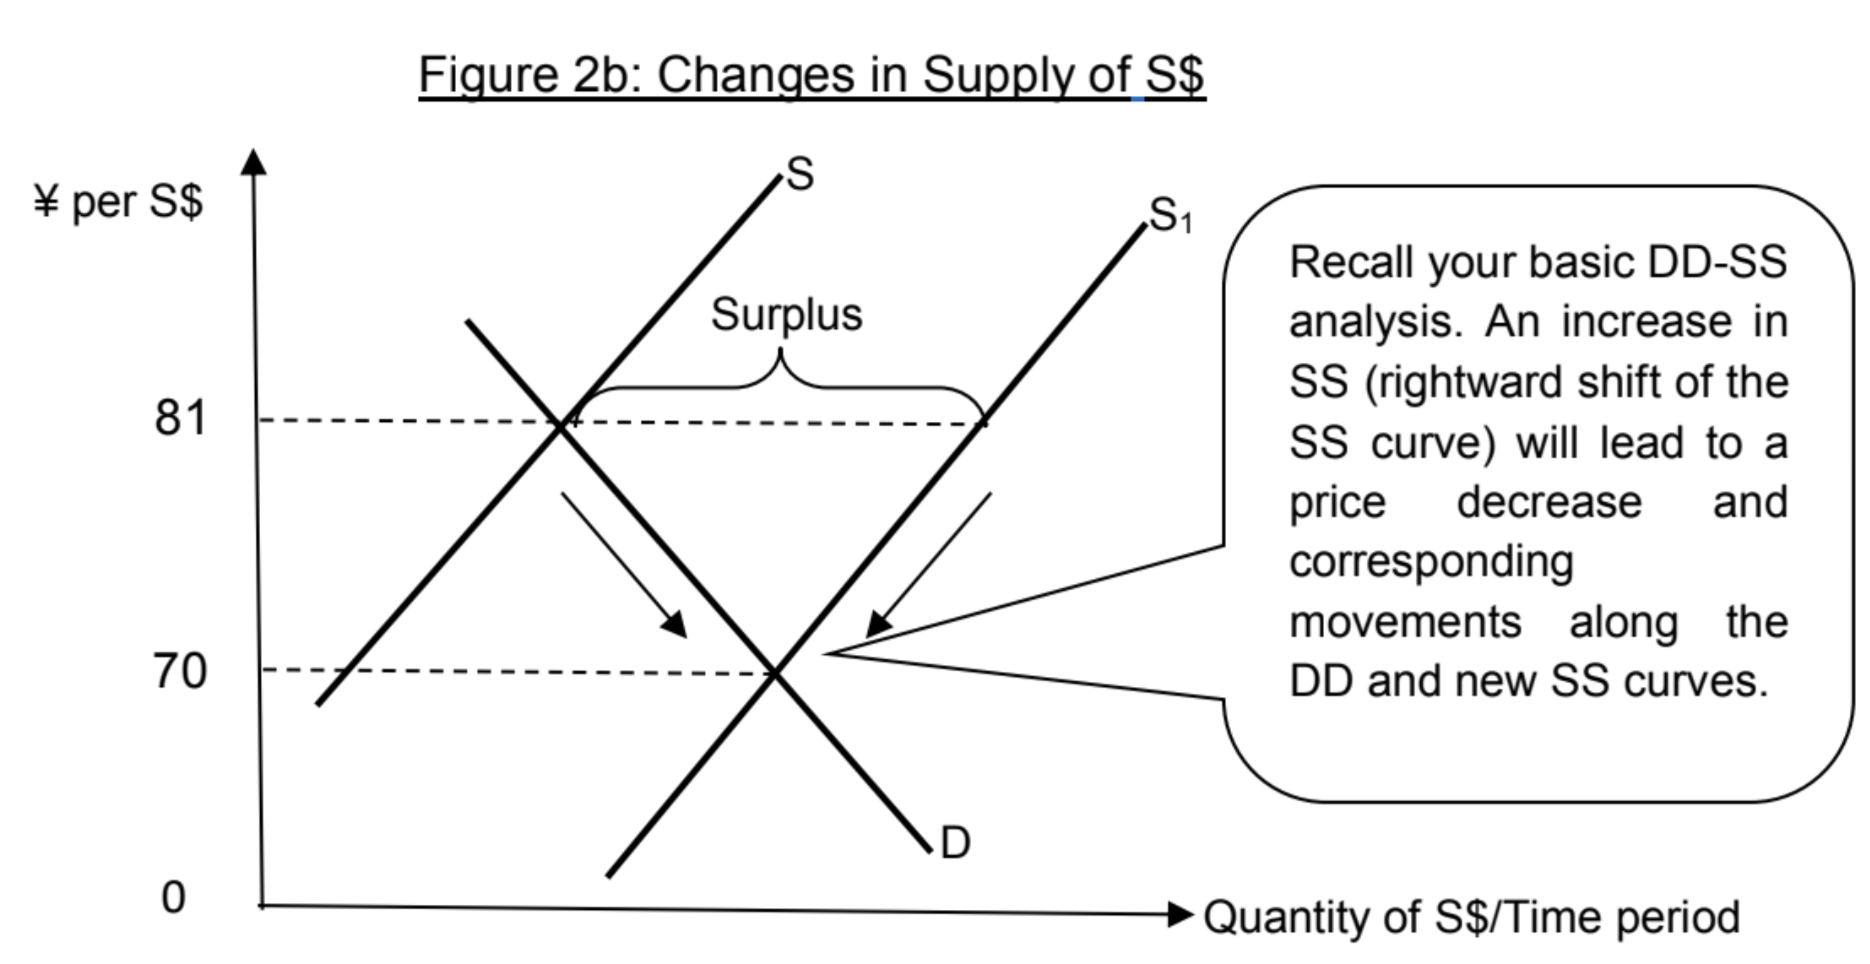 Figure 2b: Changes in Supply of S$
¥ per S$
S
S₁
Surplus
81
70
0
D
Quantity of S$/Time period
Recall your basic DD-SS
analysis. An increase in
SS (rightward shift of the
SS curve) will lead to a
price decrease and
corresponding
movements along the
DD and new SS curves.